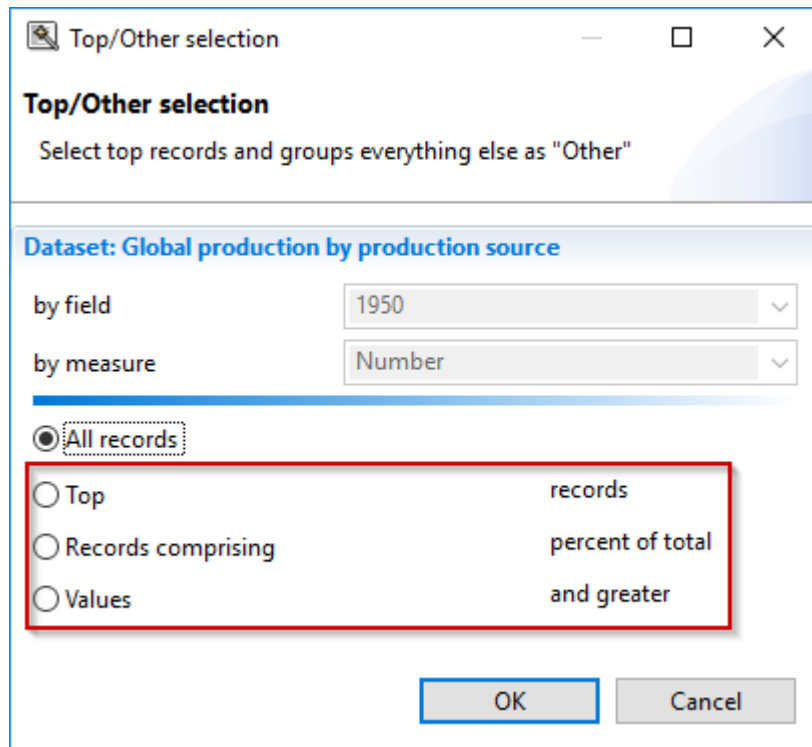 Top/Other selection
Top/Other selection
Select top records and groups everything else as "Other"
Dataset: Global production by production source
by field 1950
by measure Number
All records
Top records
Records comprising percent of total
Values and greater
OK Cancel